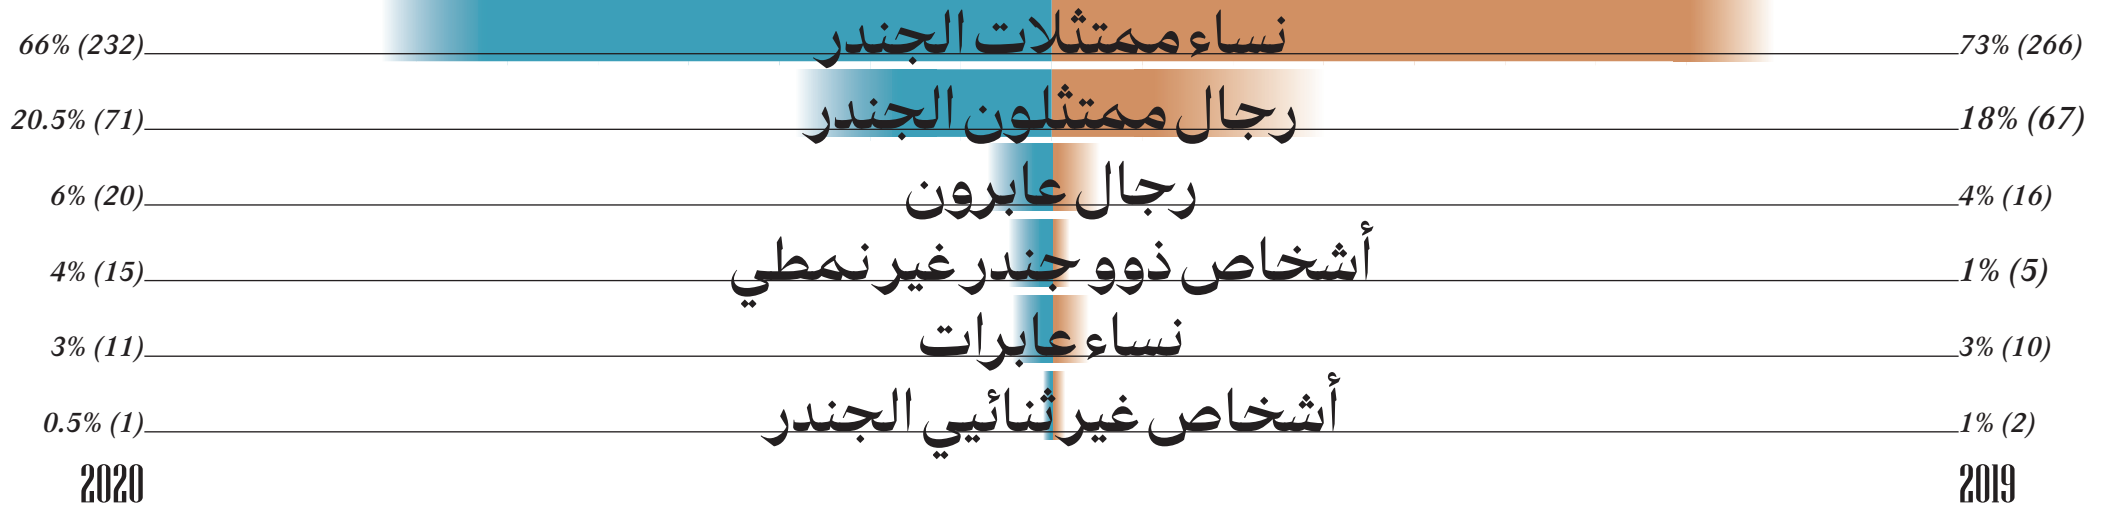 73% (266) نساء ممتثلات الجندر 66% (232)
18% (67) رجال ممتثلون الجندر 20.5% (71)
4% (16) رجال عابرون 6% (20)
1% (5) أشخاص ذوو جندر غير نمطي 4% (15)
3% (10) نساء عابرات 3% (11)
1% (2) أشخاص غير ثنائيي الجندر 0.5% (1)
2019 2020